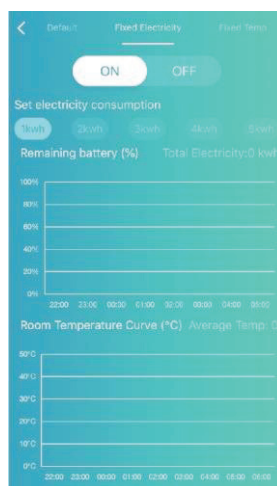 Default Fixed Electricity Fixed Temp
ON OFF
Set electricity consumption
1kwh 2kwh 3kwh 4kwh 5kwh
Remaining battery (%) Total Electricity:0 kwh
100%
80%
60%
40%
20%
0%
22:00 23:00 00:00 01:00 02:00 03:00 04:00 05:00
Room Temperature Curve (°C) Average Temp: 0
50°C
40°C
30°C
20°C
10°C
0°C
22:00 23:00 00:00 01:00 02:00 03:00 04:00 05:00 06:00